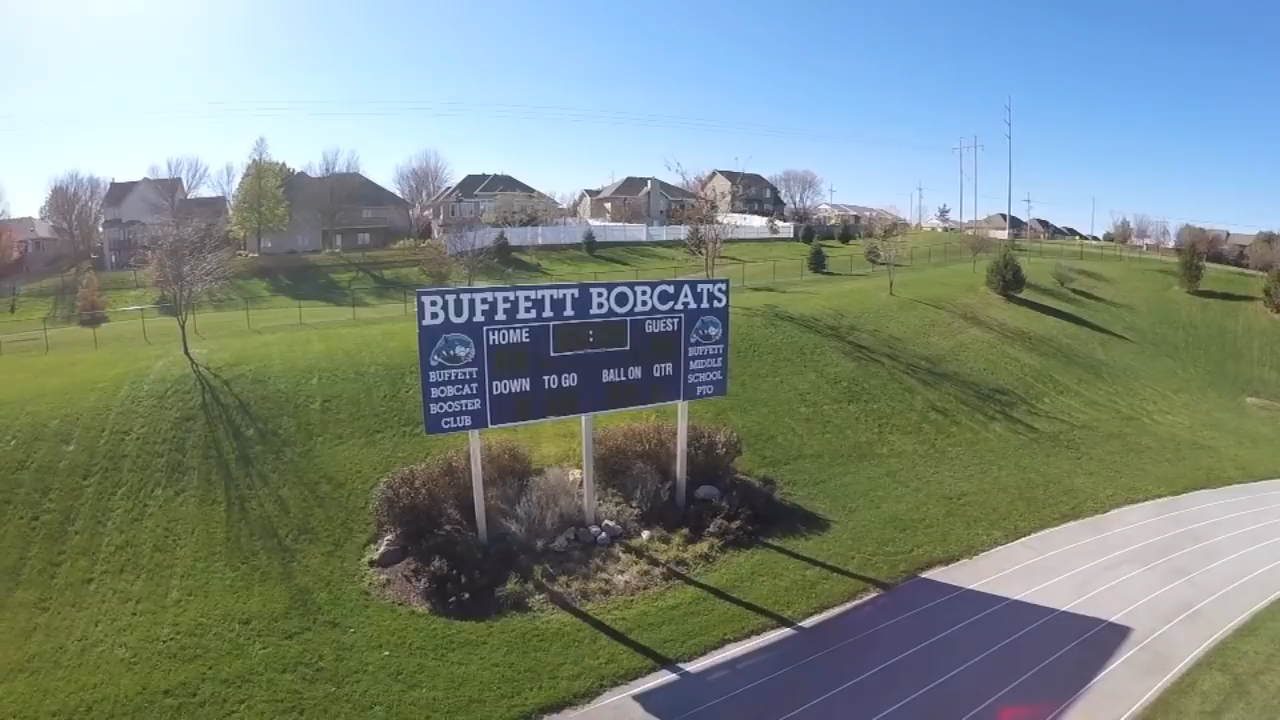 BUFFETT BOBCATS
HOME
:
GUEST
DOWN TO GO BALL ON QTR
BUFFETT
BOBCAT
BOOSTER
CLUB
BUFFETT
MIDDLE
SCHOOL
PTO